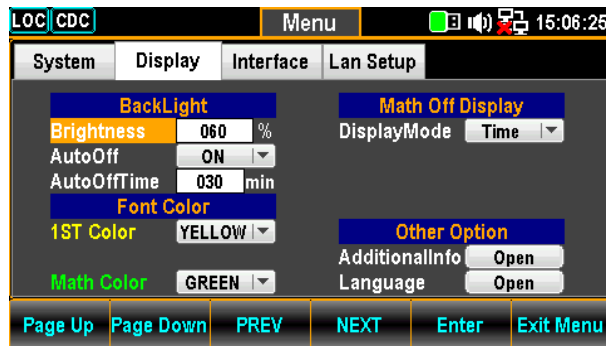 LOC CDC Menu 15:06:25
System Display Interface Lan Setup
BackLight Math Off Display
Brightness 060 % DisplayMode Time
AutoOff ON
AutoOffTime 030 min
Font Color
1ST Color YELLOW Other Option
AdditionalInfo Open
Math Color GREEN Language Open
Page Up Page Down PREV NEXT Enter Exit Menu